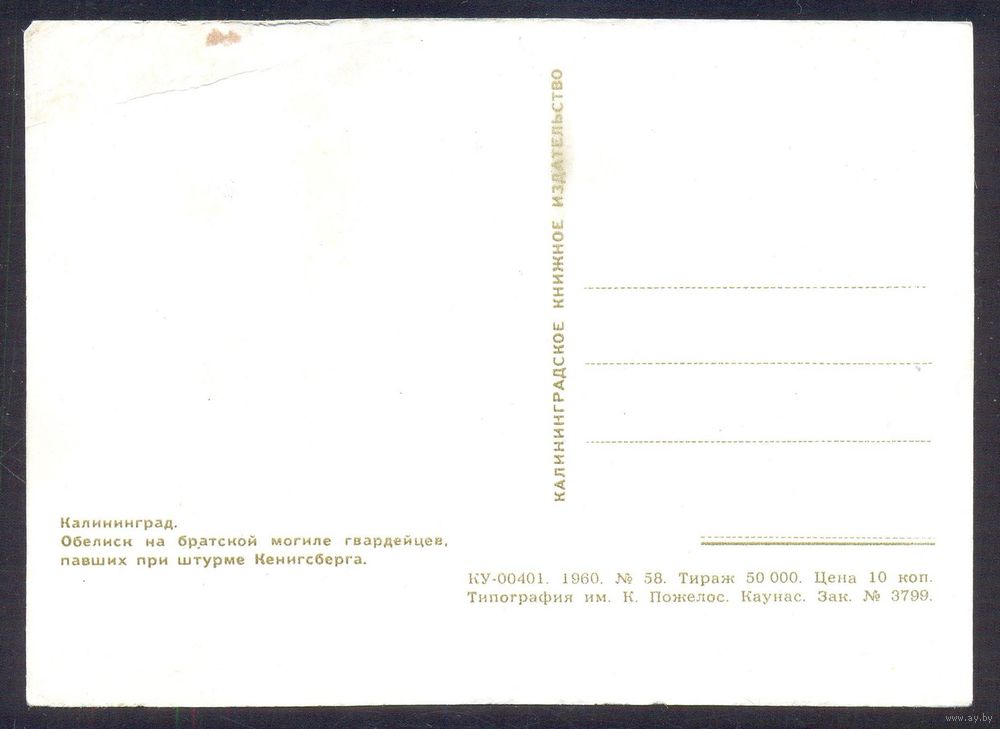 КАЛИНИНГРАДСКОЕ КНИЖНОЕ ИЗДАТЕЛЬСТВО
Калининград.
Обелиск на братской могиле гвардейцев,
павших при штурме Кенигсберга.
КУ-00401. 1960. № 58. Тираж 50 000. Цена 10 коп.
Типография им. К. Пожелос. Каунас. Зак. № 3799.
www.ay.by